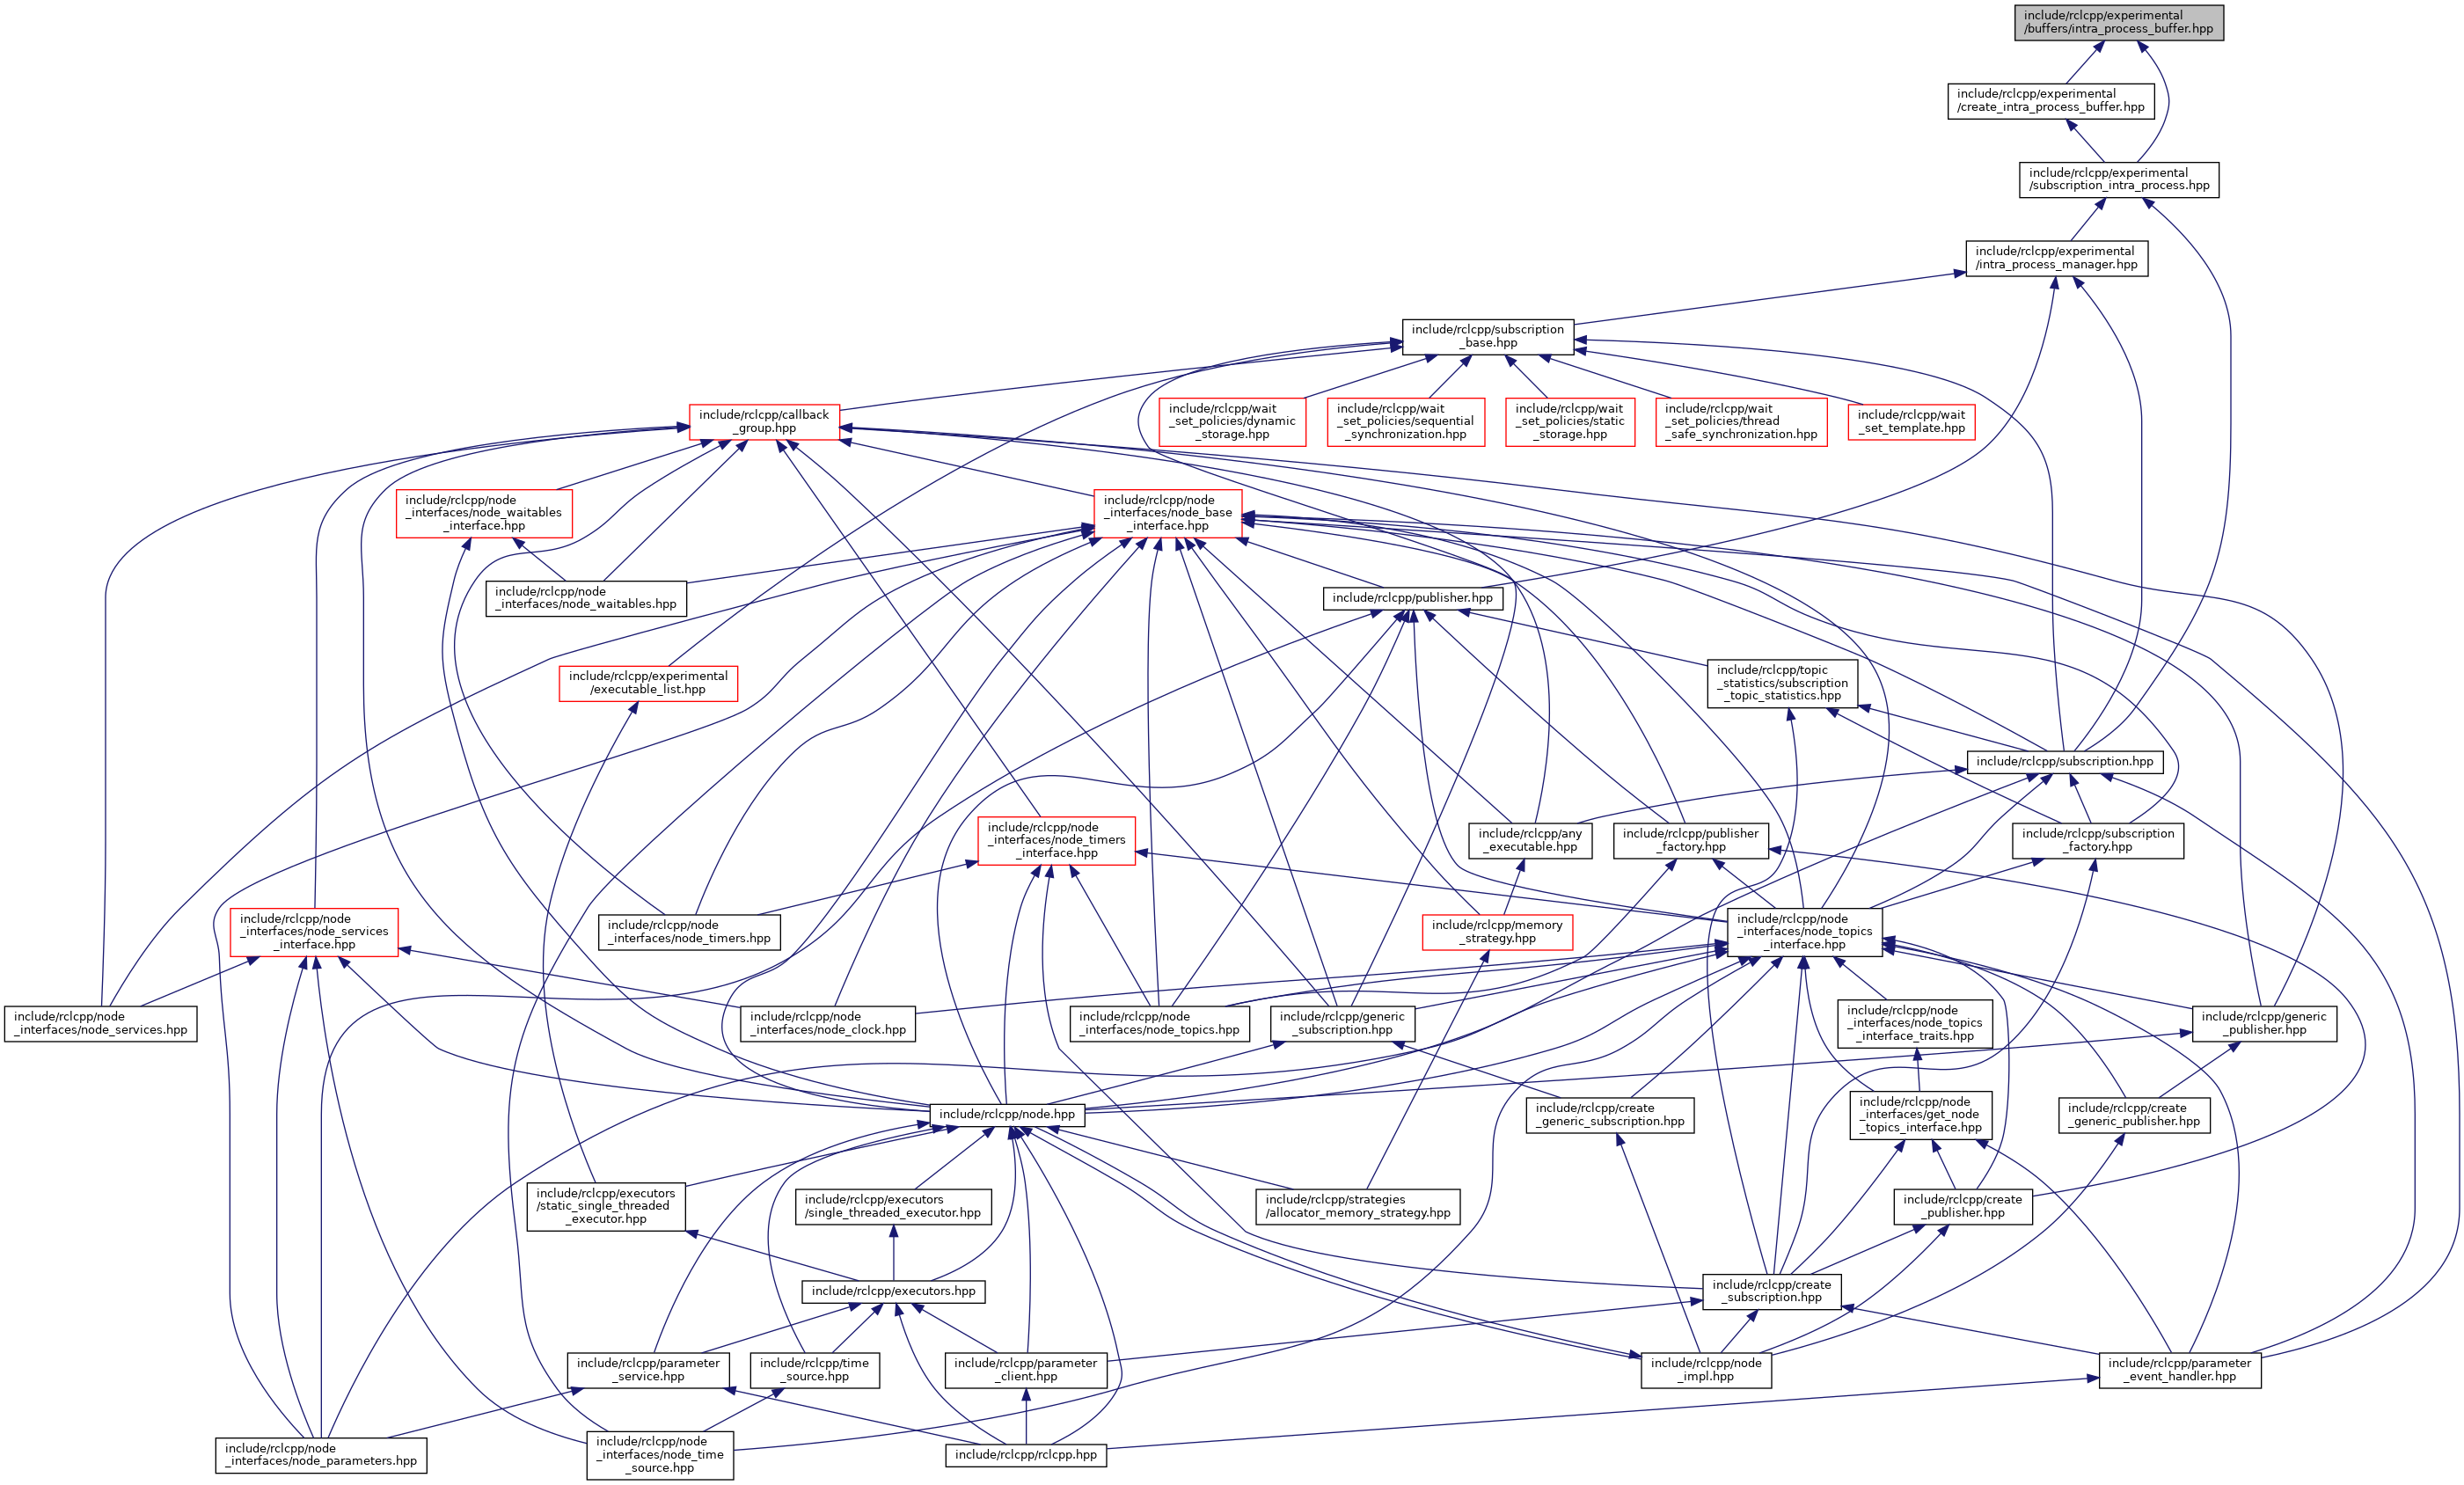 include/rclcpp/experimental
/buffers/intra_process_buffer.hpp
include/rclcpp/experimental
/create_intra_process_buffer.hpp
include/rclcpp/experimental
/subscription_intra_process.hpp
include/rclcpp/experimental
/intra_process_manager.hpp
include/rclcpp/subscription
_base.hpp
include/rclcpp/callback
_group.hpp
include/rclcpp/wait
_set_policies/dynamic
_storage.hpp
include/rclcpp/wait
_set_policies/sequential
_synchronization.hpp
include/rclcpp/wait
_set_policies/static
_storage.hpp
include/rclcpp/wait
_set_policies/thread
_safe_synchronization.hpp
include/rclcpp/wait
_set_template.hpp
include/rclcpp/node
_interfaces/node_waitables
_interface.hpp
include/rclcpp/node
_interfaces/node_base
_interface.hpp
include/rclcpp/node
_interfaces/node_waitables.hpp
include/rclcpp/publisher.hpp
include/rclcpp/experimental
/executable_list.hpp
include/rclcpp/topic
_statistics/subscription
_topic_statistics.hpp
include/rclcpp/subscription.hpp
include/rclcpp/node
_interfaces/node_timers
_interface.hpp
include/rclcpp/any
_executable.hpp
include/rclcpp/publisher
_factory.hpp
include/rclcpp/subscription
_factory.hpp
include/rclcpp/node
_interfaces/node_services
_interface.hpp
include/rclcpp/node
_interfaces/node_timers.hpp
include/rclcpp/memory
_strategy.hpp
include/rclcpp/node
_interfaces/node_topics
_interface.hpp
include/rclcpp/node
_interfaces/node_services.hpp
include/rclcpp/node
_interfaces/node_clock.hpp
include/rclcpp/node
_interfaces/node_topics.hpp
include/rclcpp/generic
_subscription.hpp
include/rclcpp/node
_interfaces/node_topics
_interface_traits.hpp
include/rclcpp/generic
_publisher.hpp
include/rclcpp/node.hpp
include/rclcpp/create
_generic_subscription.hpp
include/rclcpp/node
_interfaces/get_node
_topics_interface.hpp
include/rclcpp/create
_generic_publisher.hpp
include/rclcpp/executors
/static_single_threaded
_executor.hpp
include/rclcpp/executors
/single_threaded_executor.hpp
include/rclcpp/strategies
/allocator_memory_strategy.hpp
include/rclcpp/create
_publisher.hpp
include/rclcpp/executors.hpp
include/rclcpp/create
_subscription.hpp
include/rclcpp/parameter
_service.hpp
include/rclcpp/time
_source.hpp
include/rclcpp/parameter
_client.hpp
include/rclcpp/node
_impl.hpp
include/rclcpp/parameter
_event_handler.hpp
include/rclcpp/node
_interfaces/node_parameters.hpp
include/rclcpp/node
_interfaces/node_time
_source.hpp
include/rclcpp/rclcpp.hpp